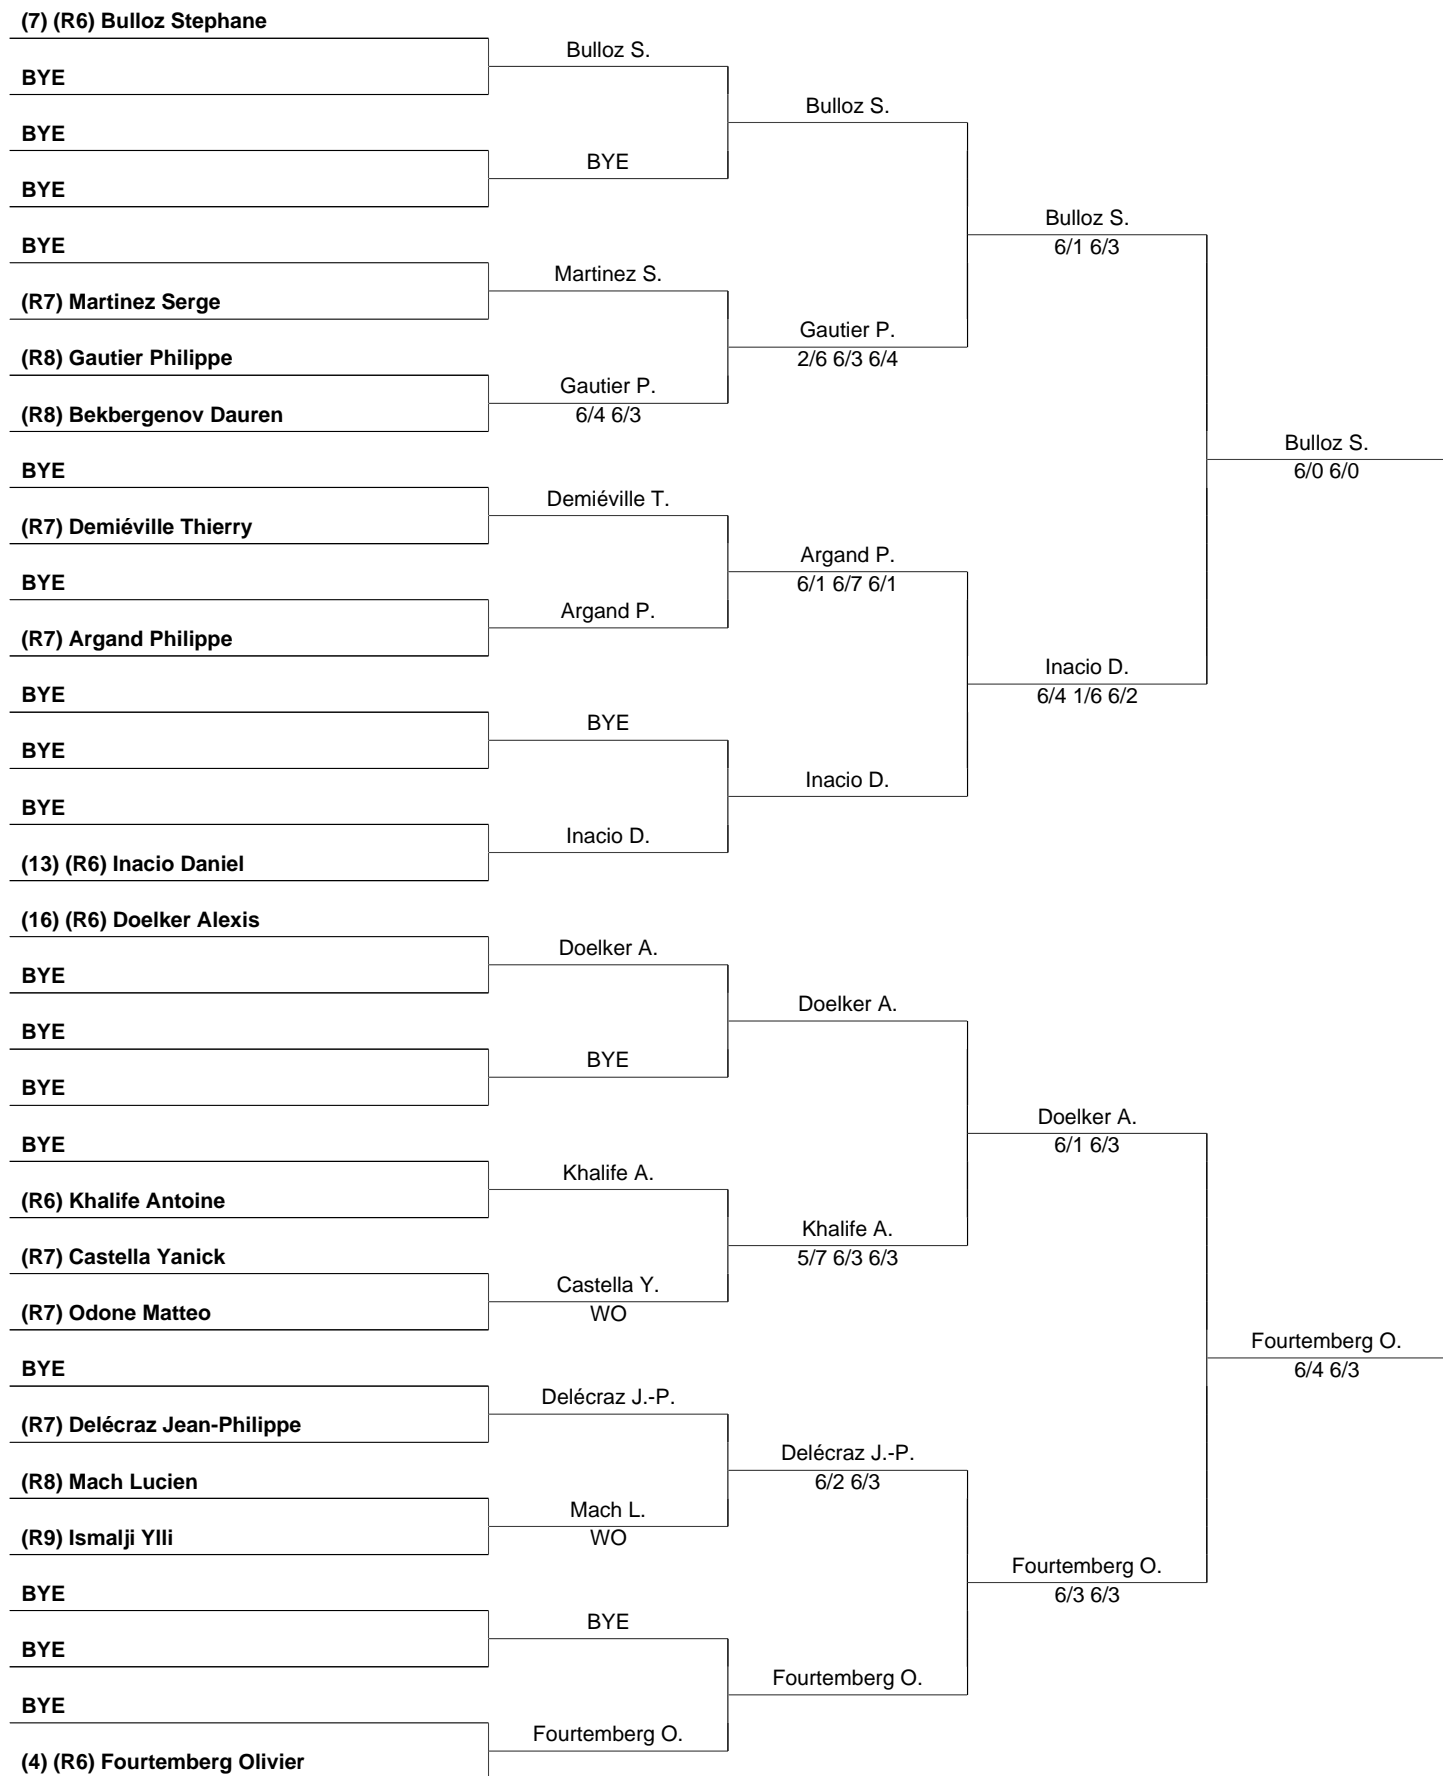 (7) (R6) Bulloz Stephane
Bulloz S.
BYE
Bulloz S.
BYE
BYE
BYE
BYE
Bulloz S.
6/1 6/3
Martinez S.
(R7) Martinez Serge
Gautier P.
2/6 6/3 6/4
(R8) Gautier Philippe
Gautier P.
6/4 6/3
(R8) Bekbergenov Dauren
Bulloz S.
6/0 6/0
BYE
Demiéville T.
(R7) Demiéville Thierry
Argand P.
6/1 6/7 6/1
BYE
Argand P.
(R7) Argand Philippe
Inacio D.
6/4 1/6 6/2
BYE
BYE
BYE
Inacio D.
BYE
Inacio D.
(13) (R6) Inacio Daniel
(16) (R6) Doelker Alexis
Doelker A.
BYE
Doelker A.
BYE
BYE
BYE
Doelker A.
6/1 6/3
BYE
Khalife A.
(R6) Khalife Antoine
Khalife A.
5/7 6/3 6/3
(R7) Castella Yanick
Castella Y.
WO
(R7) Odone Matteo
Fourtemberg O.
6/4 6/3
BYE
Delécraz J.-P.
(R7) Delécraz Jean-Philippe
Delécraz J.-P.
6/2 6/3
(R8) Mach Lucien
Mach L.
WO
(R9) Ismalji Ylli
Fourtemberg O.
6/3 6/3
BYE
BYE
BYE
Fourtemberg O.
BYE
Fourtemberg O.
(4) (R6) Fourtemberg Olivier